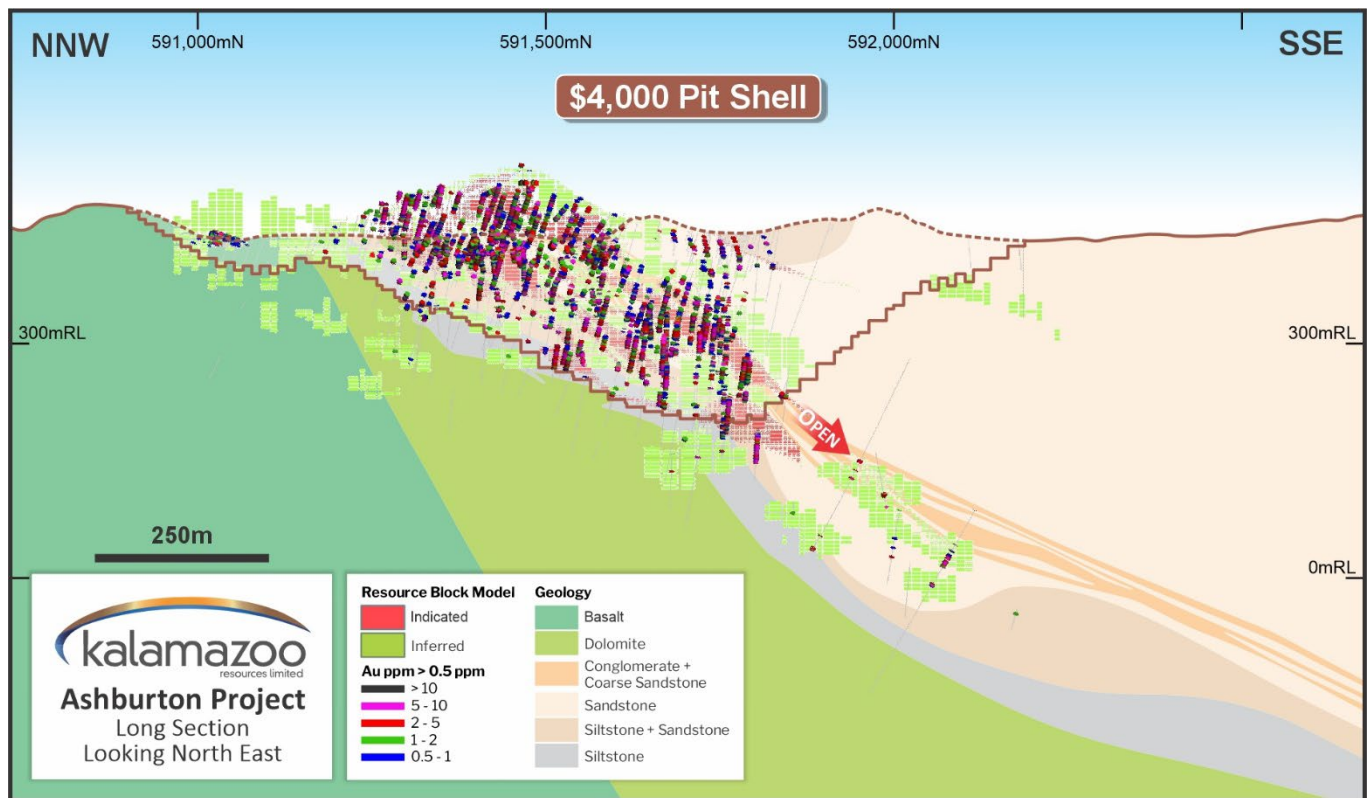 NNW
591,000mN
591,500mN
592,000mN
SSE
$4,000 Pit Shell
300mRL
300mRL
OPEN
250m
0mRL
kalamazoo
resources limited
Ashburton Project
Long Section
Looking North East
Resource Block Model
Indicated
Inferred
Au ppm > 0.5 ppm
> 10
5 - 10
2 - 5
1 - 2
0.5 - 1
Geology
Basalt
Dolomite
Conglomerate +
Coarse Sandstone
Sandstone
Siltstone + Sandstone
Siltstone